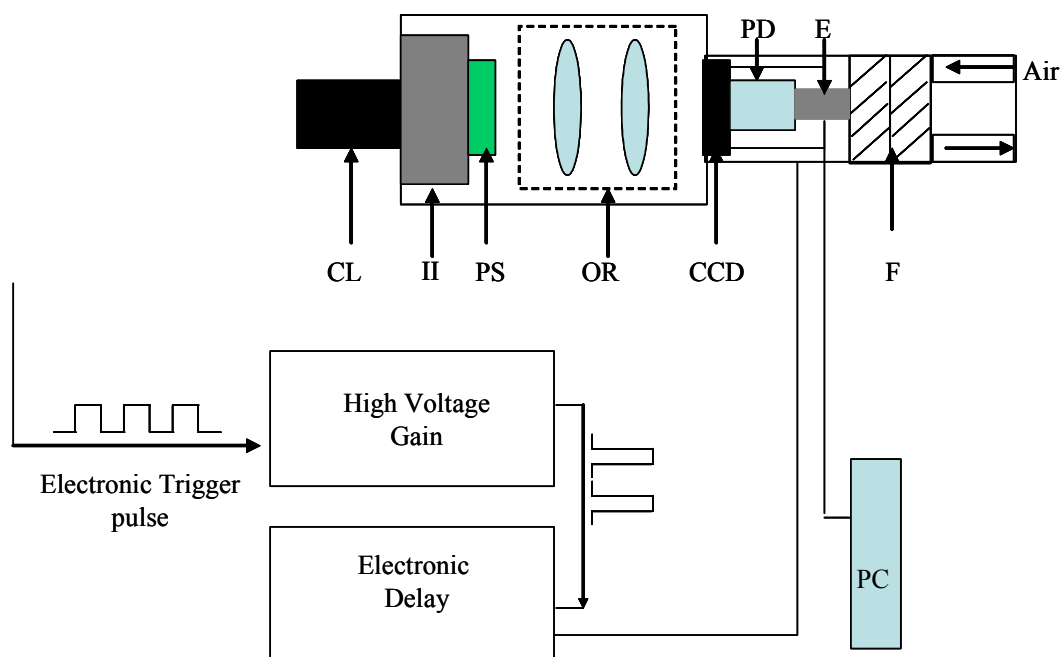 PD E
Air
CL II PS OR CCD F
High Voltage
Gain
Electronic Trigger
pulse
Electronic
Delay
PC